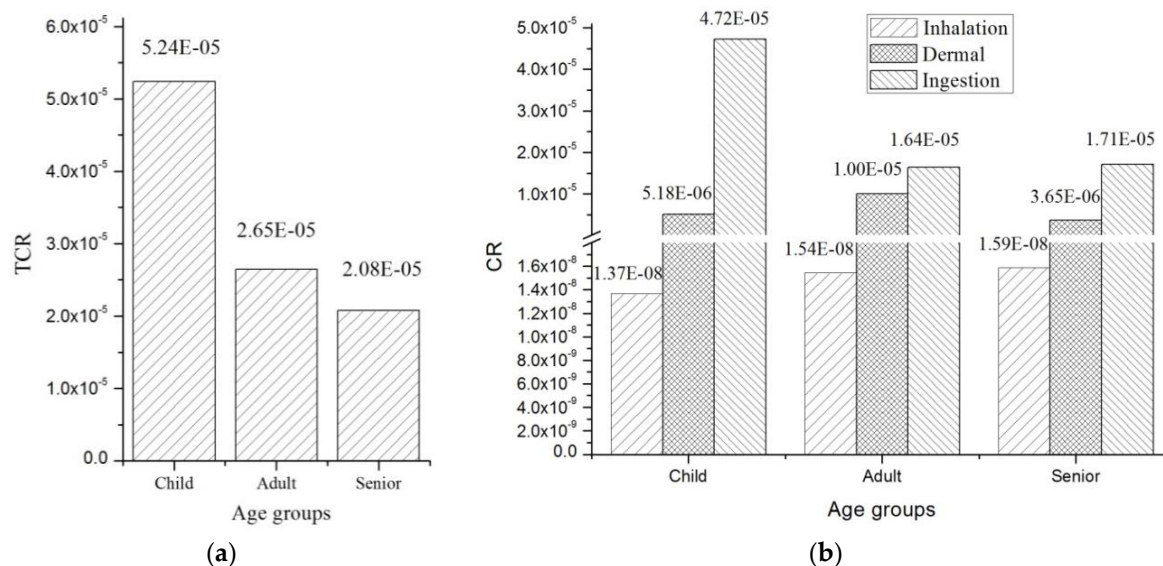 6.0x10⁻⁵
5.0x10⁻⁵
4.0x10⁻⁵
3.0x10⁻⁵
2.0x10⁻⁵
1.0x10⁻⁵
0.0
TCR
5.24E-05
2.65E-05
2.08E-05
Child Adult Senior
Age groups
(a)
5.0x10⁻⁵
4.0x10⁻⁵
3.0x10⁻⁵
2.0x10⁻⁵
1.0x10⁻⁵
1.6x10⁻⁸
1.4x10⁻⁸
1.2x10⁻⁸
1.0x10⁻⁸
8.0x10⁻⁹
6.0x10⁻⁹
4.0x10⁻⁹
2.0x10⁻⁹
0.0
CR
Inhalation
Dermal
Ingestion
1.37E-08
5.18E-06
4.72E-05
1.54E-08
1.00E-05
1.64E-05
1.59E-08
3.65E-06
1.71E-05
Child Adult Senior
Age groups
(b)